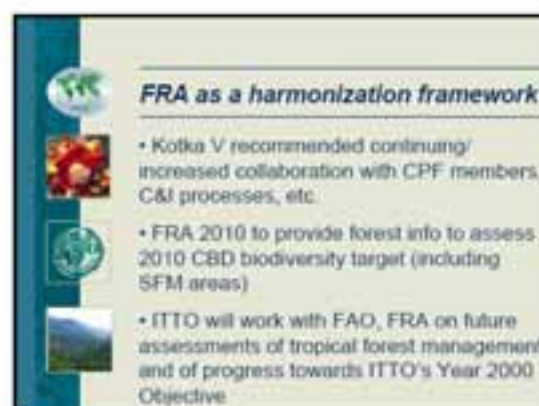 FRA as a harmonization framework
• Kotka V recommended continuing/
increased collaboration with CPF members,
C&I processes, etc.
• FRA 2010 to provide forest info to assess
2010 CBD biodiversity target (including
SFM areas)
• ITTO will work with FAO, FRA on future
assessments of tropical forest management
and of progress towards ITTO's Year 2000
Objective